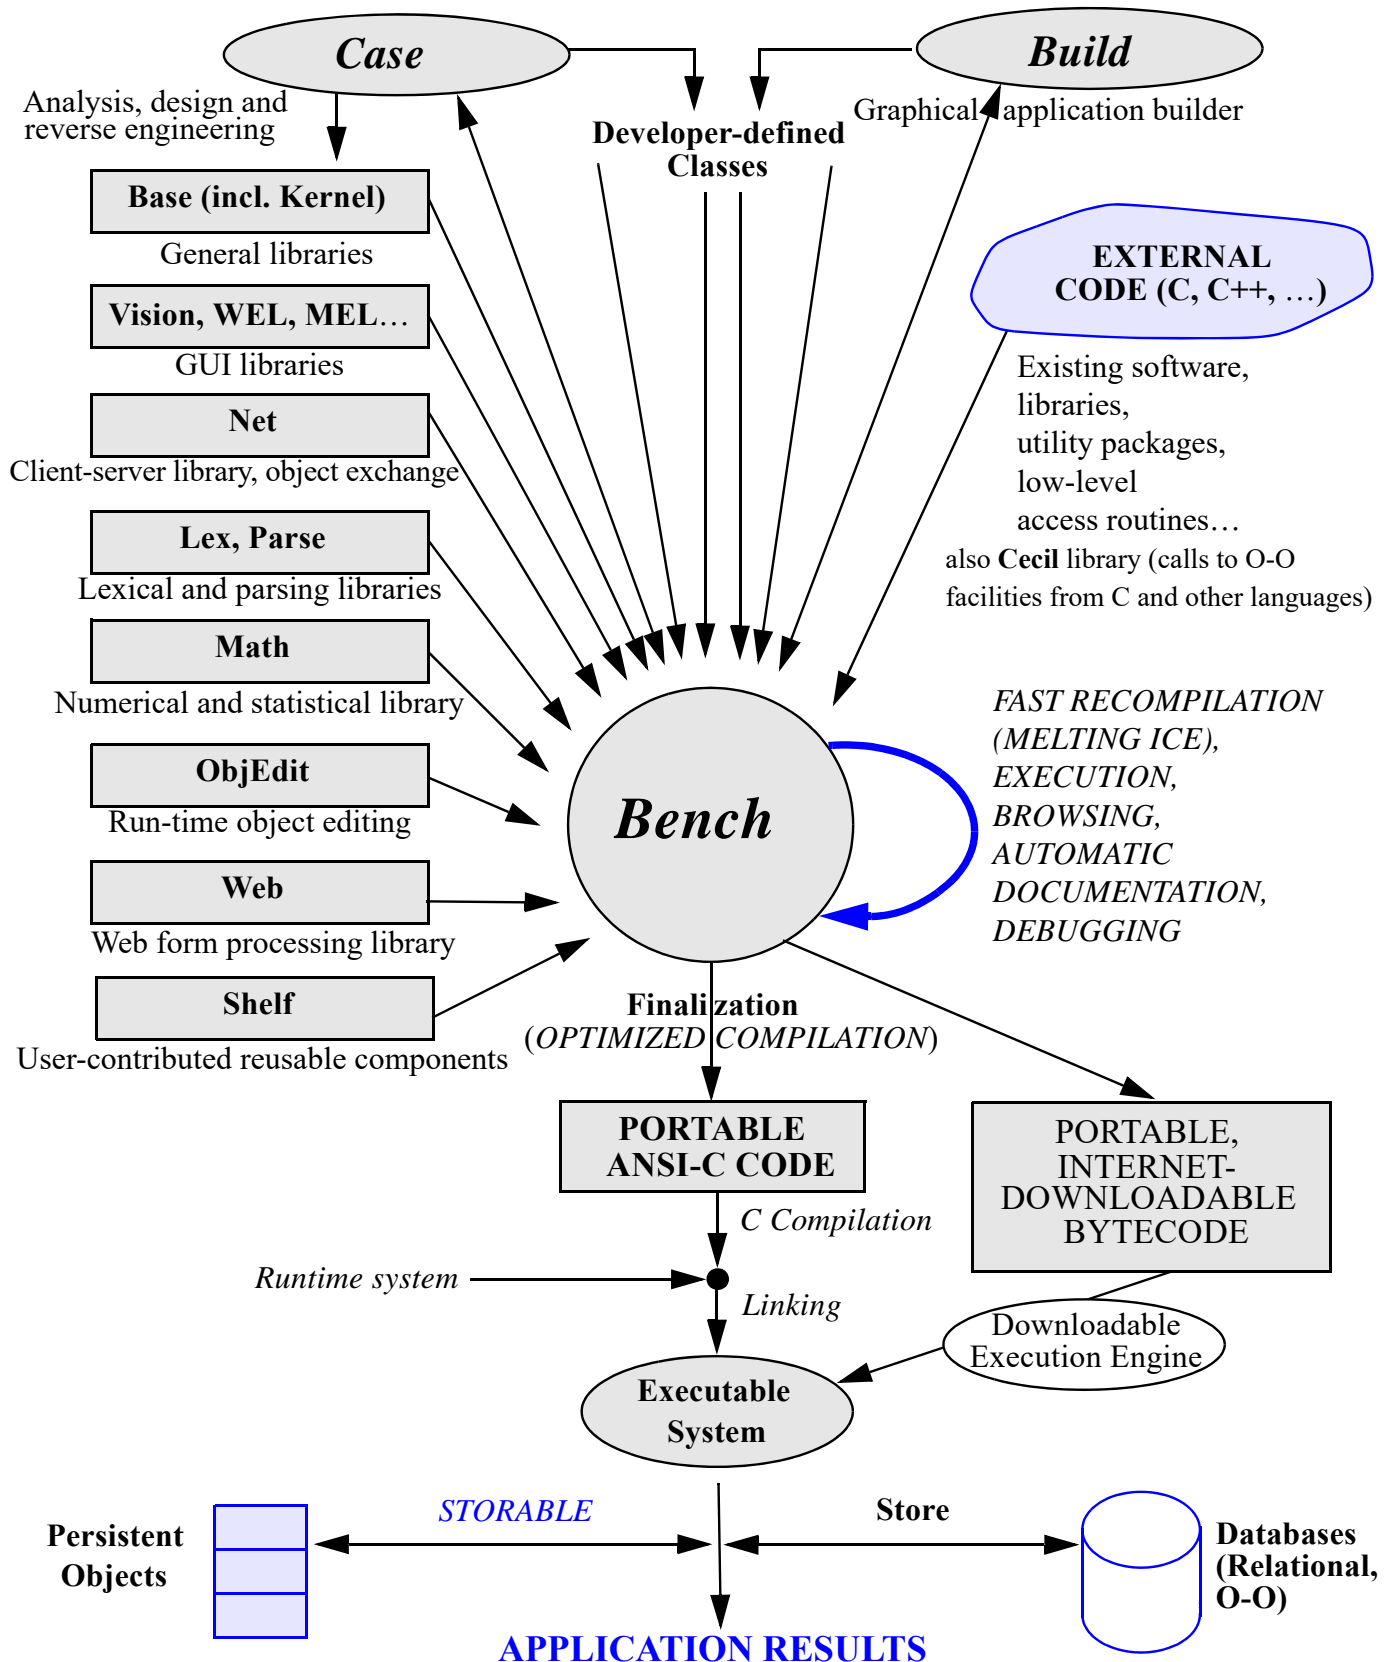 Case
Build
Analysis, design and
reverse engineering
Graphical application builder
Developer-defined
Classes
Base (incl. Kernel)
General libraries
EXTERNAL
CODE (C, C++, …)
Vision, WEL, MEL…
GUI libraries
Existing software,
libraries,
utility packages,
low-level
access routines…
also Cecil library (calls to O-O
facilities from C and other languages)
Net
Client-server library, object exchange
Lex, Parse
Lexical and parsing libraries
Math
Numerical and statistical library
ObjEdit
Run-time object editing
Web
Web form processing library
Shelf
User-contributed reusable components
Bench
FAST RECOMPILATION
(MELTING ICE),
EXECUTION,
BROWSING,
AUTOMATIC
DOCUMENTATION,
DEBUGGING
Finalization
(OPTIMIZED COMPILATION)
PORTABLE
ANSI-C CODE
PORTABLE,
INTERNET-
DOWNLOADABLE
BYTECODE
C Compilation
Runtime system
Linking
Downloadable
Execution Engine
Executable
System
STORABLE
Store
Persistent
Objects
Databases
(Relational,
O-O)
APPLICATION RESULTS